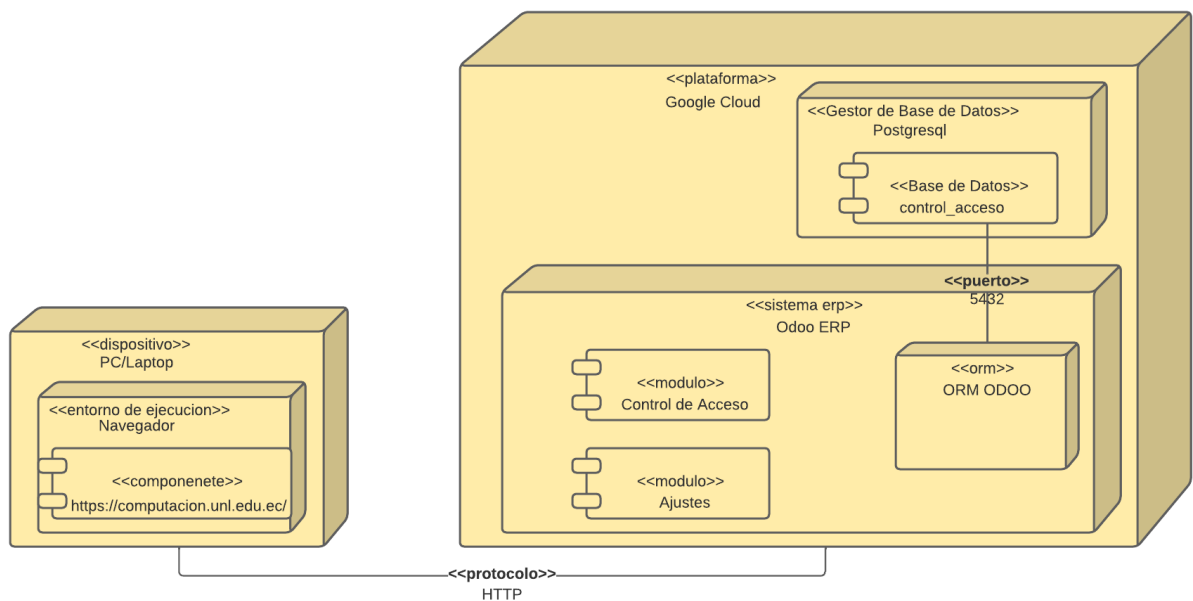 <<plataforma>>
Google Cloud
<<Gestor de Base de Datos>>
Postgresql
<<Base de Datos>>
control_acceso
<<puerto>>
5432
<<sistema erp>>
Odoo ERP
<<modulo>>
Control de Acceso
<<modulo>>
Ajustes
<<orm>>
ORM ODOO
<<dispositivo>>
PC/Laptop
<<entorno de ejecucion>>
Navegador
<<componenete>>
https://computacion.unl.edu.ec/
<<protocolo>>
HTTP